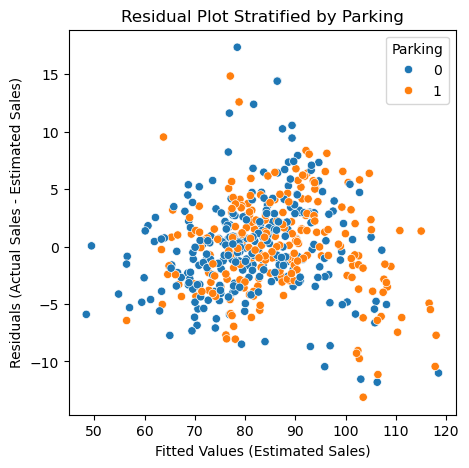 Residual Plot Stratified by Parking
Parking
0
1
Residuals (Actual Sales - Estimated Sales)
15
10
5
0
−5
−10
50 60 70 80 90 100 110 120
Fitted Values (Estimated Sales)